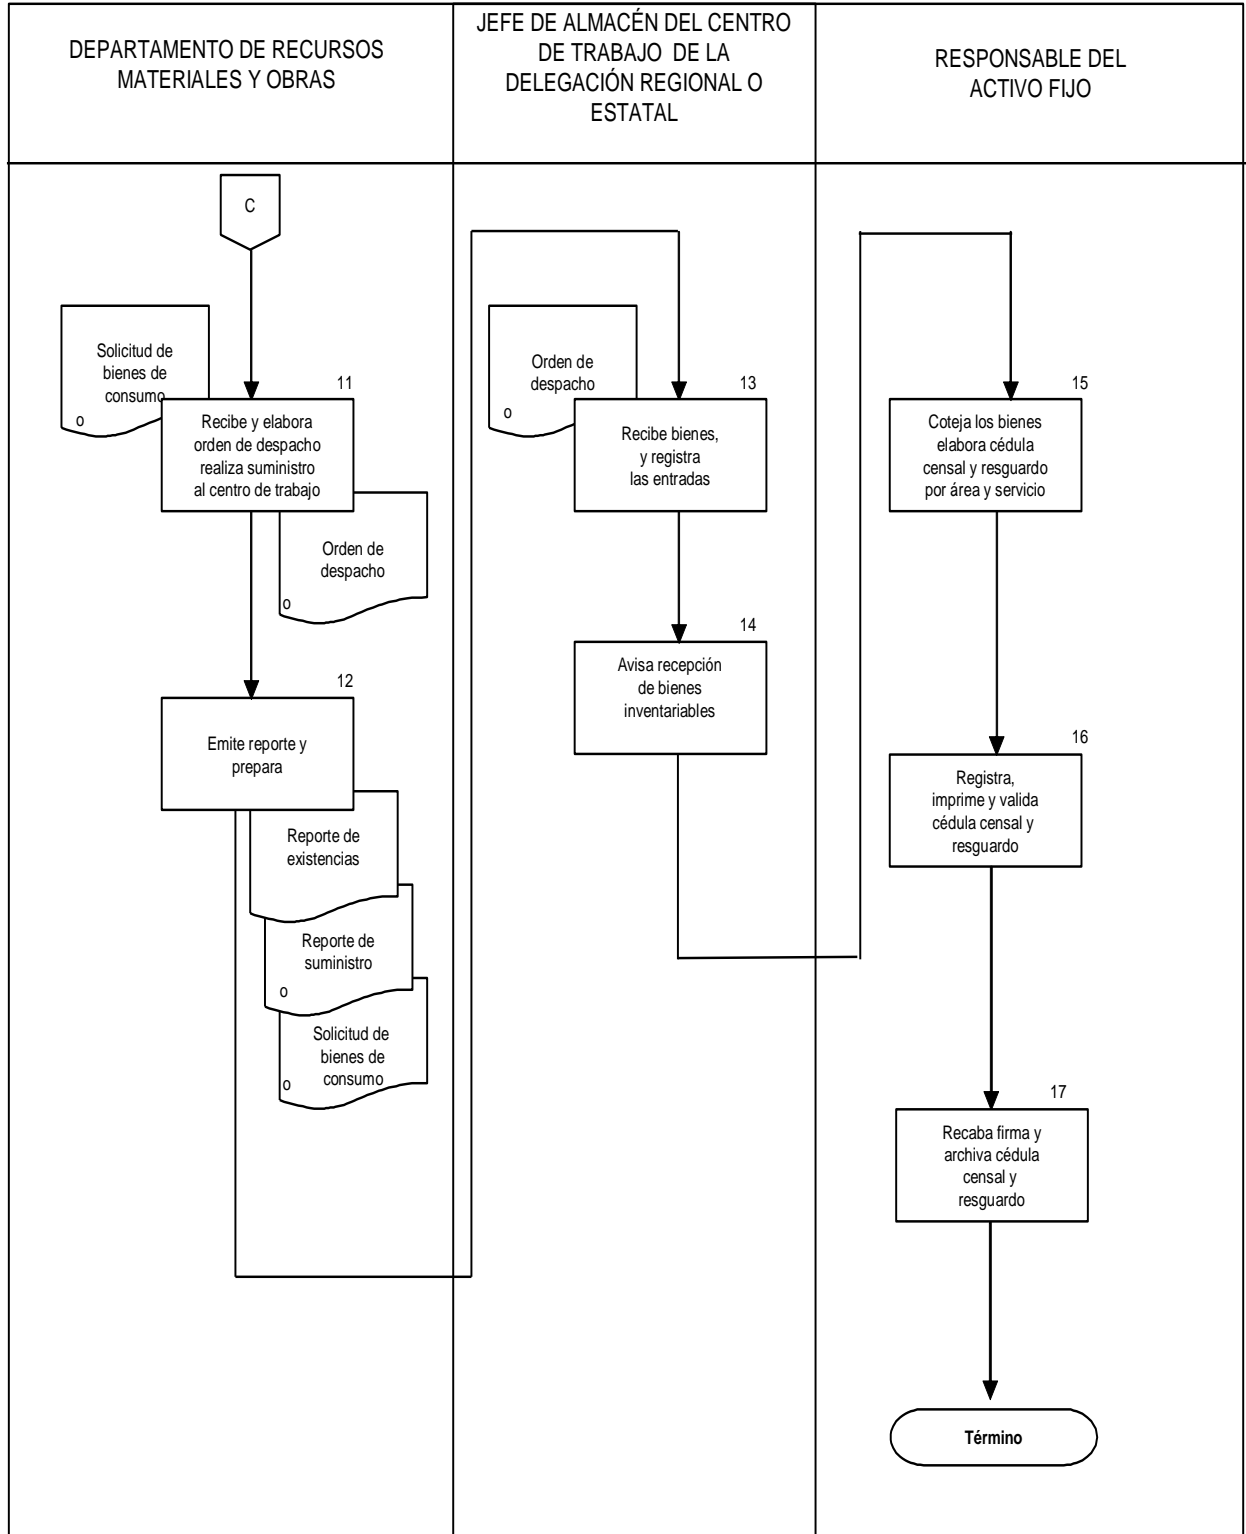 DEPARTAMENTO DE RECURSOS
MATERIALES Y OBRAS
JEFE DE ALMACÉN DEL CENTRO
DE TRABAJO DE LA
DELEGACIÓN REGIONAL O
ESTATAL
RESPONSABLE DEL
ACTIVO FIJO
C
Solicitud de
bienes de
consumo
o
11
Recibe y elabora
orden de despacho
realiza suministro
al centro de trabajo
Orden de
despacho
o
12
Emite reporte y
prepara
Reporte de
existencias
Reporte de
suministro
o
Solicitud de
bienes de
consumo
o
Orden de
despacho
o
13
Recibe bienes,
y registra
las entradas
14
Avisa recepción
de bienes
inventariables
15
Coteja los bienes
elabora cédula
censal y resguardo
por área y servicio
16
Registra,
imprime y valida
cédula censal y
resguardo
17
Recaba firma y
archiva cédula
censal y
resguardo
Término